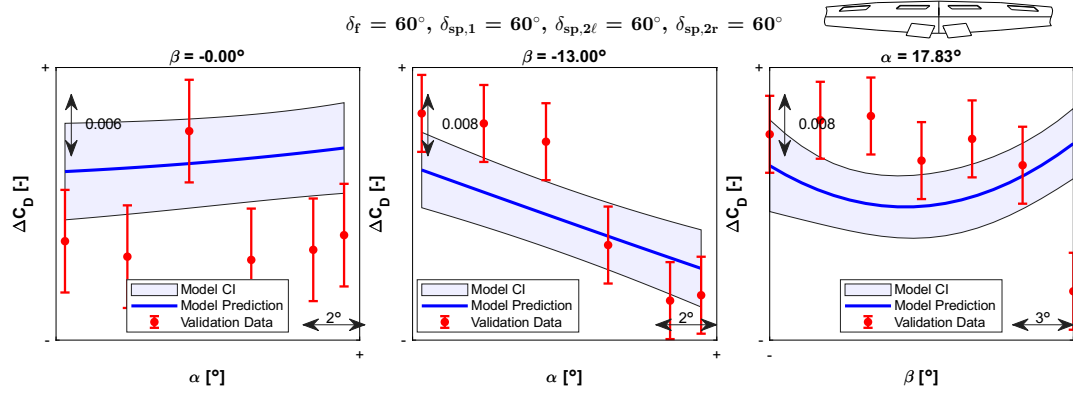 δf = 60°, δsp,1 = 60°, δsp,2ℓ = 60°, δsp,2r = 60°
β = -0.00°
+
0.006
ΔCD [-]
Model CI
Model Prediction
Validation Data
2°
-
+
α [°]
β = -13.00°
+
0.008
ΔCD [-]
Model CI
Model Prediction
Validation Data
2°
-
+
α [°]
α = 17.83°
+
0.008
ΔCD [-]
Model CI
Model Prediction
Validation Data
3°
-
-
+
β [°]